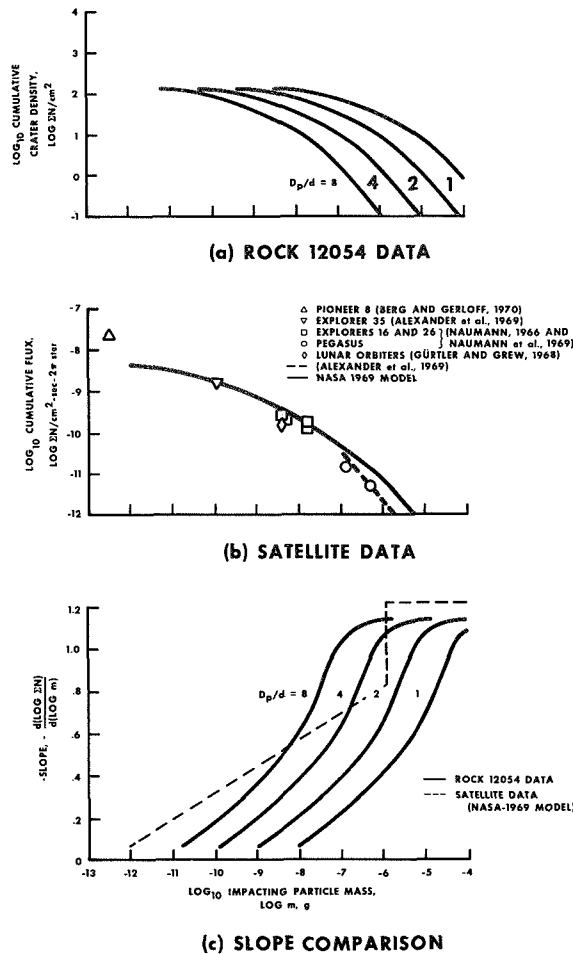 LOG10 CUMULATIVE
CRATER DENSITY,
LOG ΣN/cm²
4
3
2
1
0
-1
Dp/d = 8
4
2
1
(a) ROCK 12054 DATA
LOG10 CUMULATIVE FLUX,
LOG ΣN/cm²-sec-2π ster
-7
-8
-9
-10
-11
-12
△ PIONEER 8 (BERG AND GERLOFF, 1970)
▽ EXPLORER 35 (ALEXANDER et al., 1969)
□ EXPLORERS 16 AND 26 } (NAUMANN, 1966 AND
○ PEGASUS } NAUMANN et al., 1969)
◊ LUNAR ORBITERS (GÜRTLER AND GREW, 1968)
-- (ALEXANDER et al., 1969)
— NASA 1969 MODEL
(b) SATELLITE DATA
-SLOPE, - d(LOG ΣN)/d(LOG m)
1.2
1.0
.8
.6
.4
.2
0
Dp/d = 8
4
2
1
— ROCK 12054 DATA
--- SATELLITE DATA
(NASA-1969 MODEL)
-13 -12 -11 -10 -9 -8 -7 -6 -5 -4
LOG10 IMPACTING PARTICLE MASS,
LOG m, g
(c) SLOPE COMPARISON